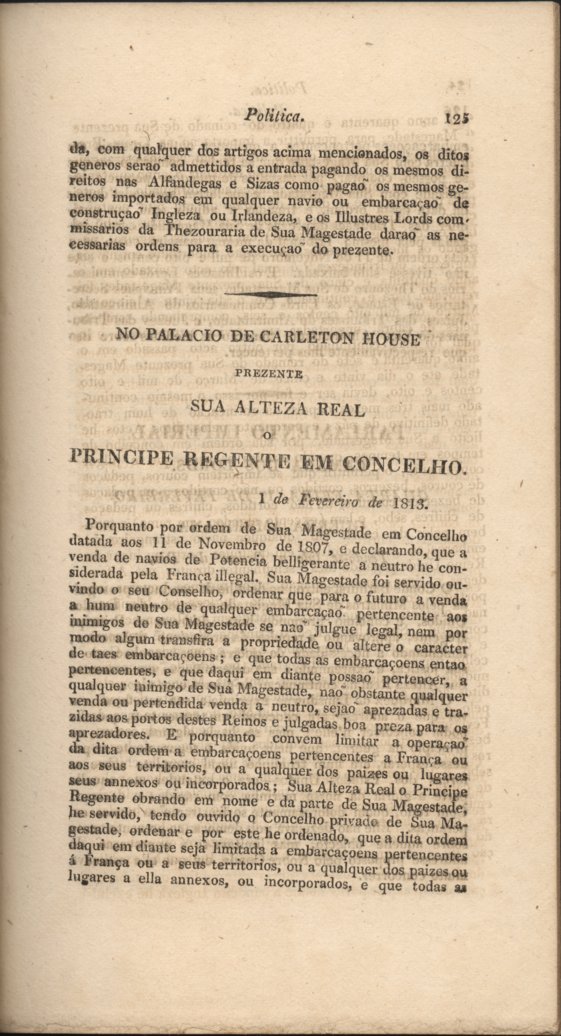 Politica. 125
da, com qualquer dos artigos acima mencionados, os ditos
generos serao~ admettidos a entrada pagando os mesmos di-
reitos nas Alfandegas e Sizas como pagao~ os mesmos ge-
neros importados em qualquer navio ou embarcaçao~ de
construçao~ Ingleza ou Irlandeza, e os Illustres Lords com-
missarios da Thezouraria de Sua Magestade darao~ as ne-
cessarias ordens para a execuçao~ do prezente.
NO PALACIO DE CARLETON HOUSE
PREZENTE
SUA ALTEZA REAL
O
PRINCIPE REGENTE EM CONCELHO.
1 de Fevereiro de 1813.
Porquanto por ordem de Sua Magestade em Concelho
datada aos 11 de Novembro de 1807, e declarando, que a
venda de navios de Potencia belligerante a neutro he con-
siderada pela França illegal. Sua Magestade foi servido ou-
vindo o seu Conselho, ordenar que para o futuro a venda
a hum neutro de qualquer embarcaçao~ pertencente aos
inimigos de Sua Magestade se nao~ julgue legal, nem por
modo algum transfira a propriedade ou altere o caracter
de taes embarcaçoens; e que todas as embarcaçoens entao
pertencentes, e que daqui em diante possao~ pertencer, a
qualquer inimigo de Sua Magestade, nao~ obstante qualquer
venda ou pertendida venda a neutro, sejao~ aprezadas e tra-
zidas aos portos destes Reinos e julgadas boa preza para os
aprezadores. E porquanto convem limitar a operaçao~
da dita ordem a embarcaçoens pertencentes a França ou
aos seus territorios, ou a qualquer dos paizes ou lugares
seus annexos ou incorporados; Sua Alteza Real o Principe
Regente obrando em nome e da parte de Sua Magestade,
he servido, tendo ouvido o Concelho privado de Sua Ma-
gestade, ordenar e por este he ordenado, que a dita ordem
daqui em diante seja limitada a embarcaçoens pertencentes
á França ou a seus territorios, ou a qualquer dos paizes ou
lugares a ella annexos, ou incorporados, e que todas as